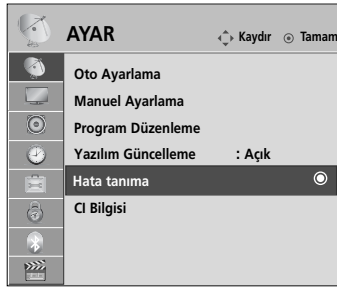 AYAR Kaydır Tamam
Oto Ayarlama
Manuel Ayarlama
Program Düzenleme
Yazılım Güncelleme : Açık
Hata tanıma
CI Bilgisi